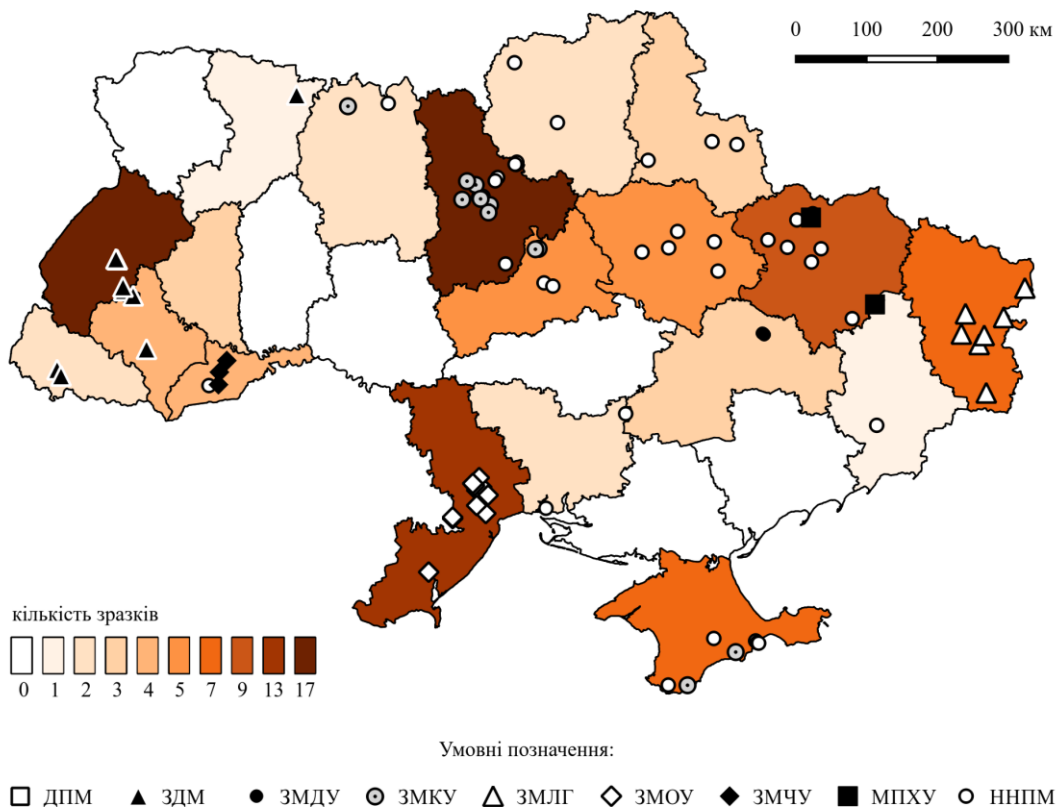 0 100 200 300 км
кількість зразків
0 1 2 3 4 5 7 9 13 17
Умовні позначення:
ДПМ ЗДМ ЗМДУ ЗМКУ ЗМЛГ ЗМОУ ЗМЧУ МПХУ ННПМ